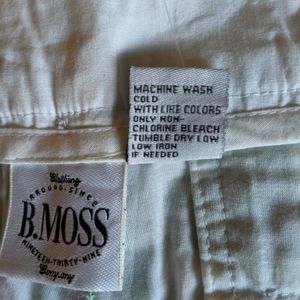 MACHINE WASH
COLD
WITH LIKE COLORS
ONLY NON-
CHLORINE BLEACH
TUMBLE DRY LOW
LOW IRON
IF NEEDED
Clothing
AROUND·SINCE
B.MOSS
NINETEEN-THIRTY-NINE
Company